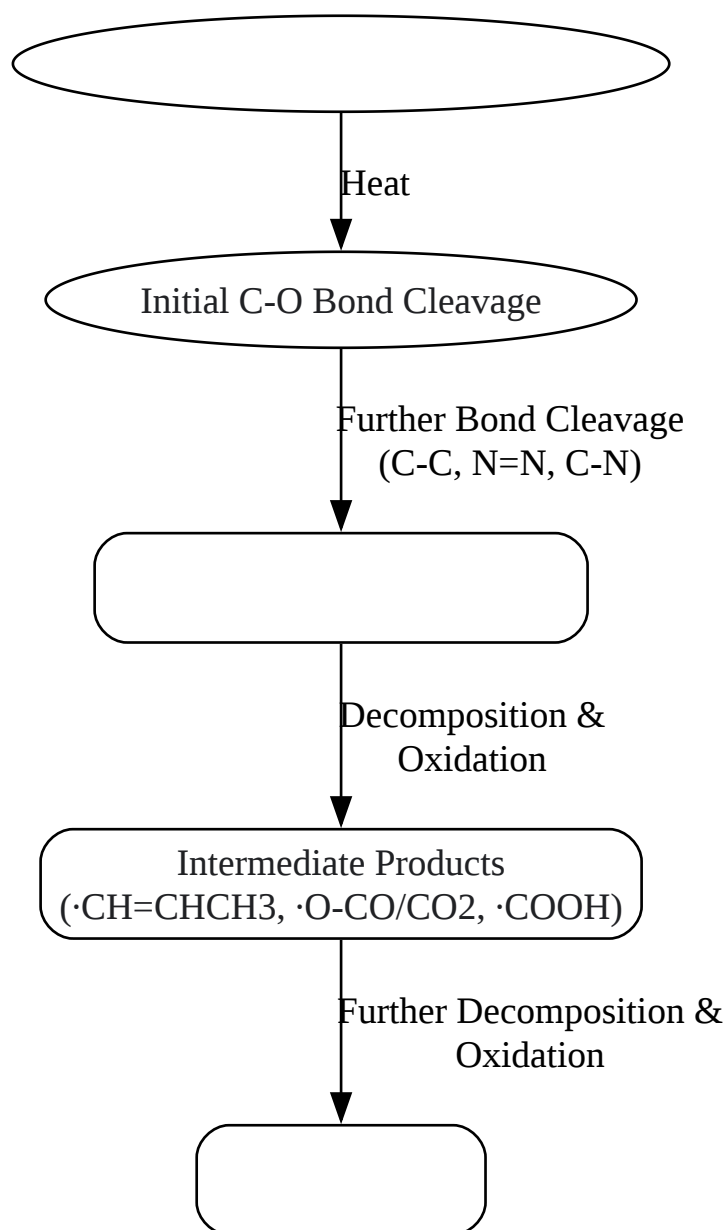 Heat
Initial C-O Bond Cleavage
Further Bond Cleavage
(C-C, N=N, C-N)
Decomposition &
Oxidation
Intermediate Products
(·CH=CHCH3, ·O-CO/CO2, ·COOH)
Further Decomposition &
Oxidation